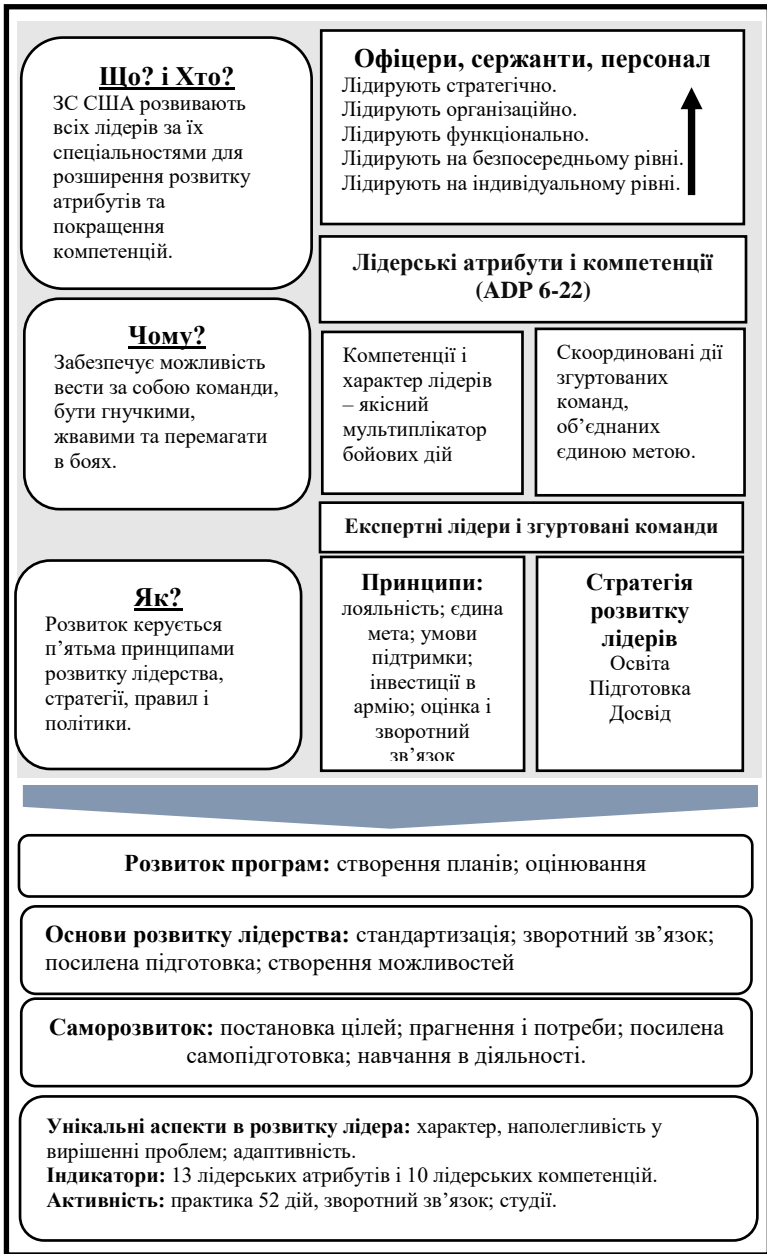 Що? і Хто?
ЗС США розвивають
всіх лідерів за їх
спеціальностями для
розширення розвитку
атрибутів та
покращення
компетенцій.
Офіцери, сержанти, персонал
Лідирують стратегічно.
Лідирують організаційно.
Лідирують функціонально.
Лідирують на безпосередньому рівні.
Лідирують на індивідуальному рівні.
Лідерські атрибути і компетенції
(ADP 6-22)
Чому?
Забезпечує можливість
вести за собою команди,
бути гнучкими,
жвавими та перемагати
в боях.
Компетенції і
характер лідерів
– якісний
мультиплікатор
бойових дій
Скоординовані дії
згуртованих
команд,
об’єднаних
єдиною метою.
Експертні лідери і згуртовані команди
Як?
Розвиток керується
п’ятьма принципами
розвитку лідерства,
стратегії, правил і
політики.
Принципи:
лояльність; єдина
мета; умови
підтримки;
інвестиції в
армію; оцінка і
зворотний
зв’язок
Стратегія
розвитку
лідерів
Освіта
Підготовка
Досвід
Розвиток програм: створення планів; оцінювання
Основи розвитку лідерства: стандартизація; зворотний зв’язок;
посилена підготовка; створення можливостей
Саморозвиток: постановка цілей; прагнення і потреби; посилена
самопідготовка; навчання в діяльності.
Унікальні аспекти в розвитку лідера: характер, наполегливість у
вирішенні проблем; адаптивність.
Індикатори: 13 лідерських атрибутів і 10 лідерських компетенцій.
Активність: практика 52 дій, зворотний зв’язок; студії.